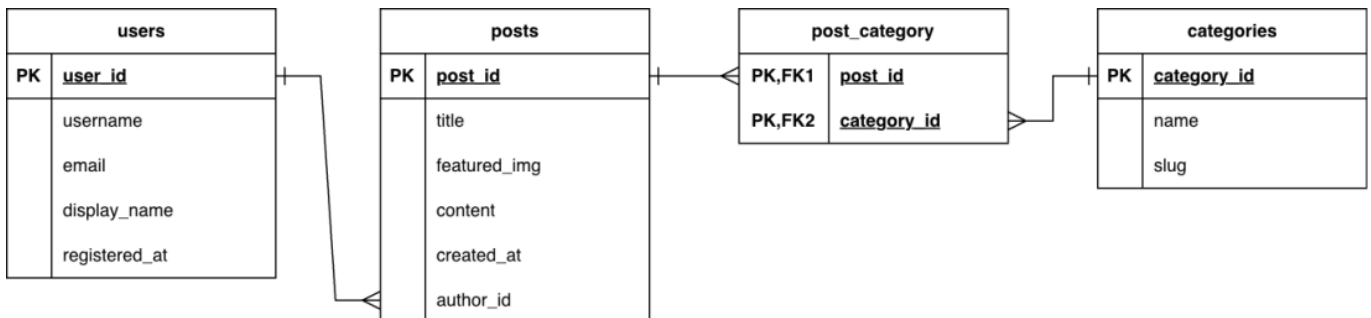 users
PK user_id
username
email
display_name
registered_at
posts
PK post_id
title
featured_img
content
created_at
author_id
post_category
PK,FK1 post_id
PK,FK2 category_id
categories
PK category_id
name
slug